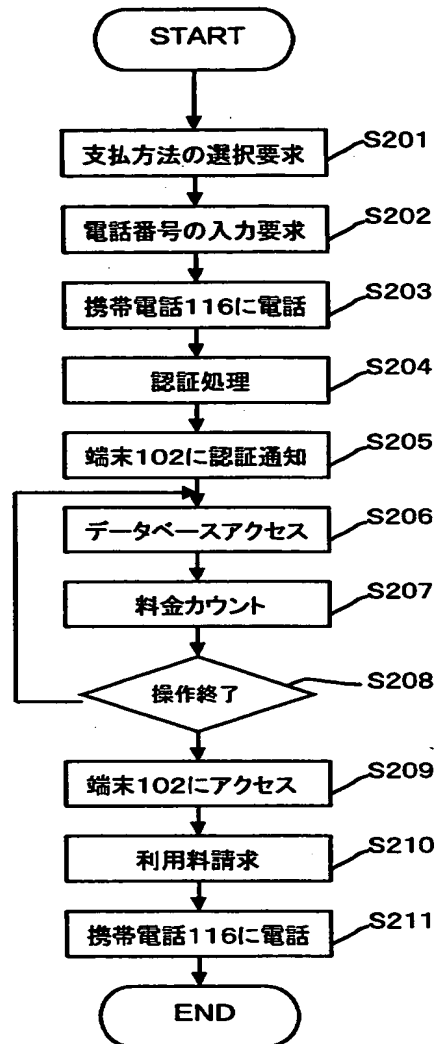 START
支払方法の選択要求
S201
電話番号の入力要求
S202
携帯電話116に電話
S203
認証処理
S204
端末102に認証通知
S205
データベースアクセス
S206
料金カウント
S207
操作終了
S208
端末102にアクセス
S209
利用料請求
S210
携帯電話116に電話
S211
END